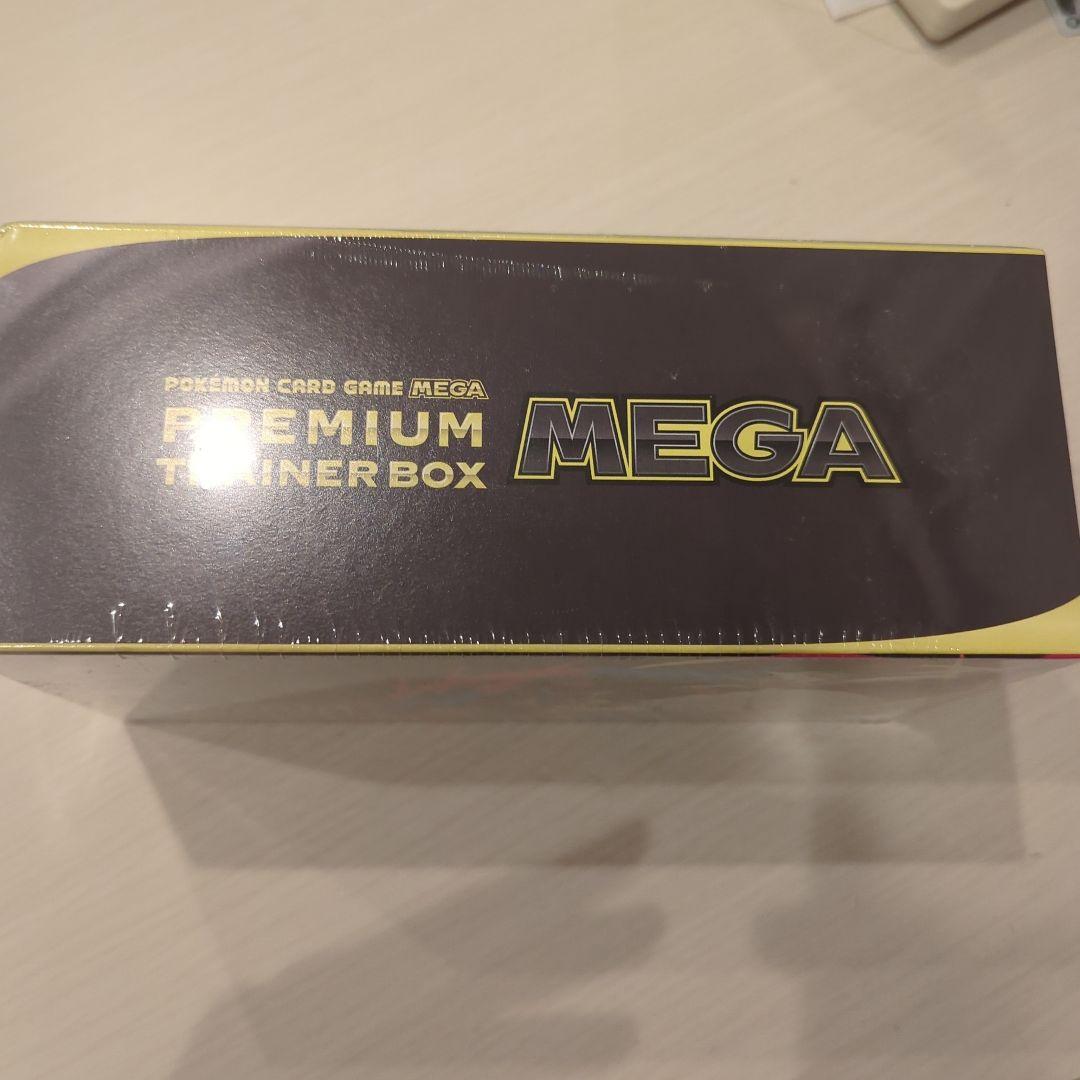 POKÉMON CARD GAME MEGA
PREMIUM
TRAINER BOX
MEGA